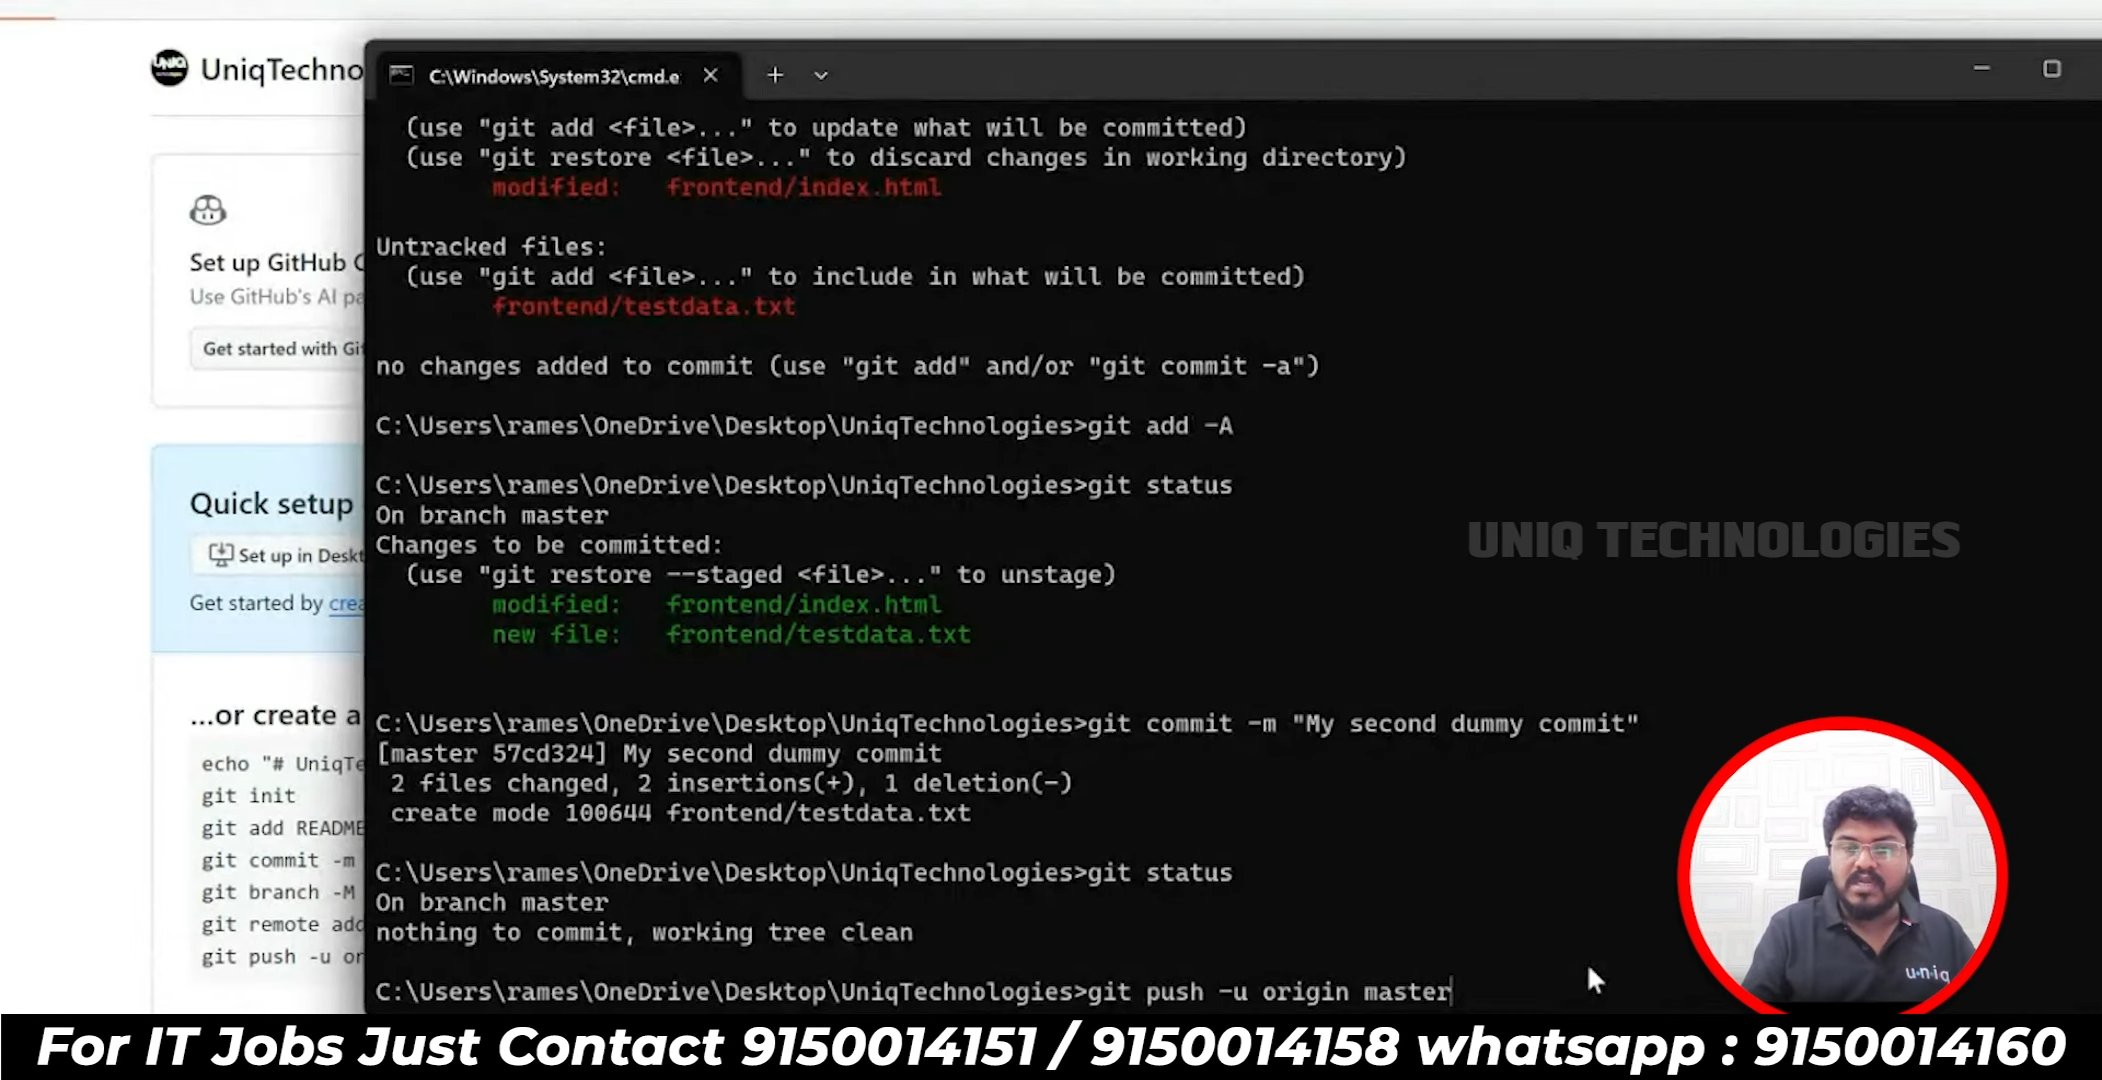 UniqTechno
C:\Windows\System32\cmd.e
(use "git add <file>..." to update what will be committed)
(use "git restore <file>..." to discard changes in working directory)
modified: frontend/index.html
Set up GitHub C
Use GitHub's AI pa
Get started with Git
Untracked files:
(use "git add <file>..." to include in what will be committed)
frontend/testdata.txt
no changes added to commit (use "git add" and/or "git commit -a")
C:\Users\rames\OneDrive\Desktop\UniqTechnologies>git add -A
C:\Users\rames\OneDrive\Desktop\UniqTechnologies>git status
On branch master
Changes to be committed:
(use "git restore --staged <file>..." to unstage)
modified: frontend/index.html
new file: frontend/testdata.txt
UNIQ TECHNOLOGIES
Quick setup
Set up in Deskt
Get started by crea
...or create a
echo "# UniqTe
git init
git add README
git commit -m
git branch -M
git remote add
git push -u or
C:\Users\rames\OneDrive\Desktop\UniqTechnologies>git commit -m "My second dummy commit"
[master 57cd324] My second dummy commit
2 files changed, 2 insertions(+), 1 deletion(-)
create mode 100644 frontend/testdata.txt
C:\Users\rames\OneDrive\Desktop\UniqTechnologies>git status
On branch master
nothing to commit, working tree clean
C:\Users\rames\OneDrive\Desktop\UniqTechnologies>git push -u origin master
u·n·i·q
For IT Jobs Just Contact 9150014151 / 9150014158 whatsapp : 9150014160